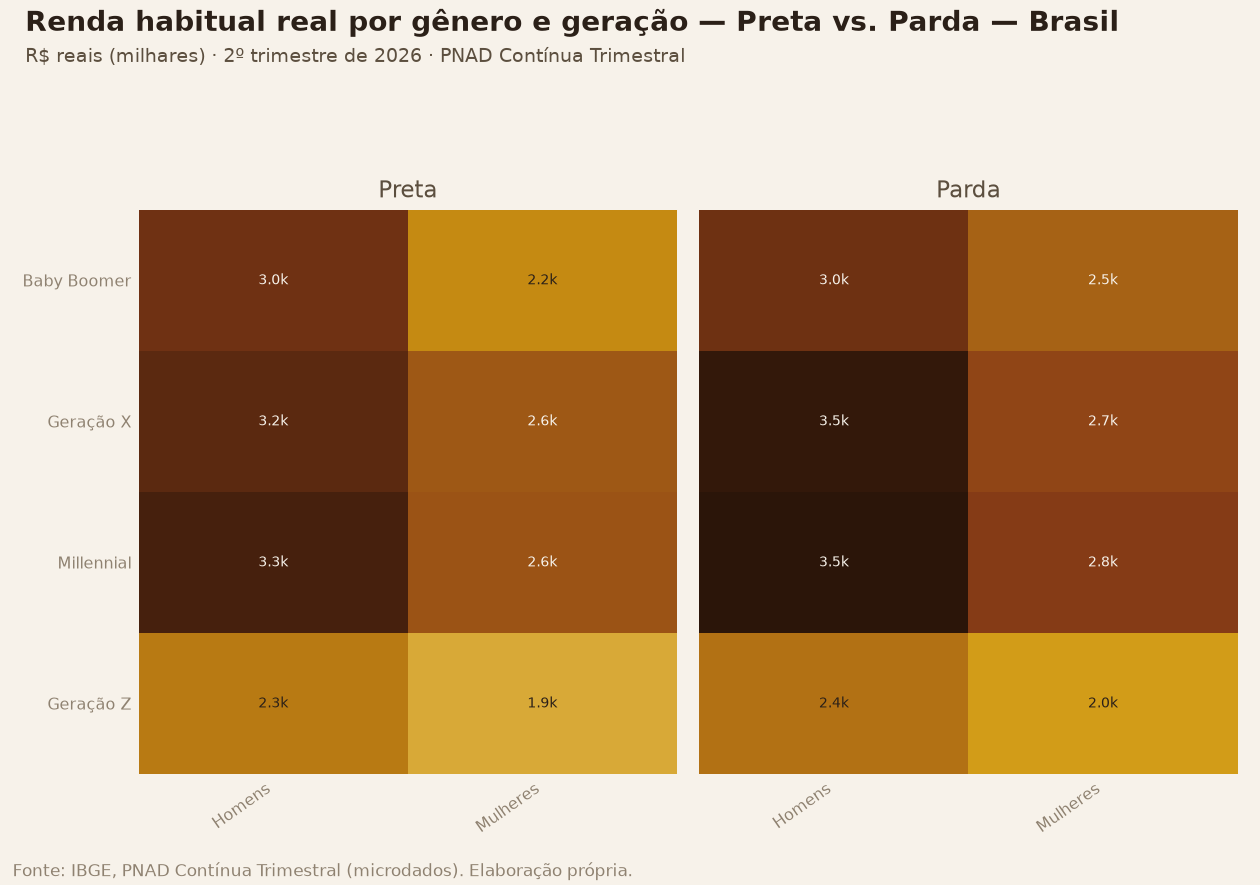 Renda habitual real por gênero e geração — Preta vs. Parda — Brasil
R$ reais (milhares) · 2º trimestre de 2026 · PNAD Contínua Trimestral
Preta
Parda
Baby Boomer
3.0k
2.2k
3.0k
2.5k
Geração X
3.2k
2.6k
3.5k
2.7k
Millennial
3.3k
2.6k
3.5k
2.8k
Geração Z
2.3k
1.9k
2.4k
2.0k
Homens
Mulheres
Homens
Mulheres
Fonte: IBGE, PNAD Contínua Trimestral (microdados). Elaboração própria.